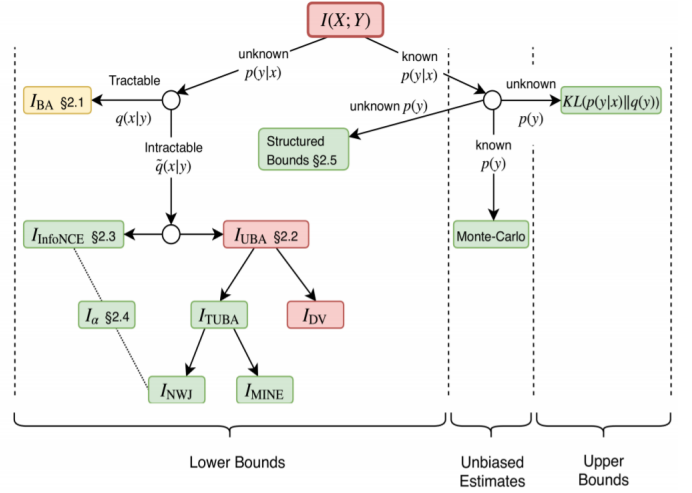 I(X; Y)
unknown
p(y|x)
known
p(y|x)
Tractable
I_BA §2.1
q(x|y)
unknown p(y)
unknown
p(y)
KL(p(y|x)||q(y))
Structured
Bounds §2.5
Intractable
q̃(x|y)
known
p(y)
I_InfoNCE §2.3
I_UBA §2.2
Monte-Carlo
I_α §2.4
I_TUBA
I_DV
I_NWJ
I_MINE
Lower Bounds
Unbiased
Estimates
Upper
Bounds